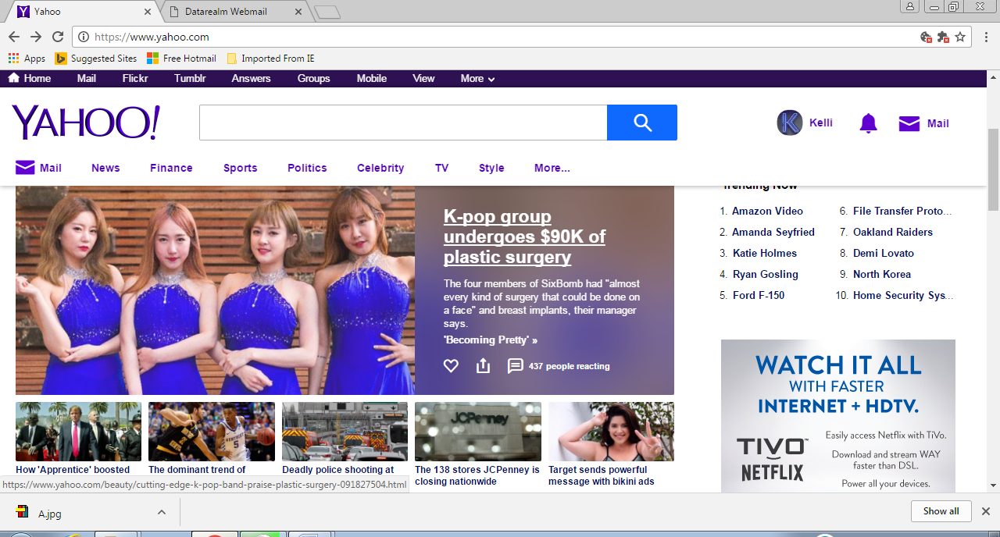 Yahoo
Datarealm Webmail
https://www.yahoo.com
Apps
Suggested Sites
Free Hotmail
Imported From IE
Home
Mail
Flickr
Tumblr
Answers
Groups
Mobile
View
More
YAHOO!
K
Kelli
Mail
Mail
News
Finance
Sports
Politics
Celebrity
TV
Style
More...
K-pop group
undergoes $90K of
plastic surgery
The four members of SixBomb had "almost
every kind of surgery that could be done on
a face" and breast implants, their manager
says.
'Becoming Pretty' »
437 people reacting
Trending Now
1. Amazon Video
2. Amanda Seyfried
3. Katie Holmes
4. Ryan Gosling
5. Ford F-150
6. File Transfer Proto...
7. Oakland Raiders
8. Demi Lovato
9. North Korea
10. Home Security Sys...
WATCH IT ALL
WITH FASTER
INTERNET + HDTV.
TIVO™
NETFLIX
Easily access Netflix with TiVo.
Download and stream WAY
faster than DSL.
Power all your devices.
KENTUCKY
5
JCPenney
How 'Apprentice' boosted
The dominant trend of
Deadly police shooting at
The 138 stores JCPenney is
closing nationwide
Target sends powerful
message with bikini ads
https://www.yahoo.com/beauty/cutting-edge-k-pop-band-praise-plastic-surgery-091827504.html
A.jpg
Show all